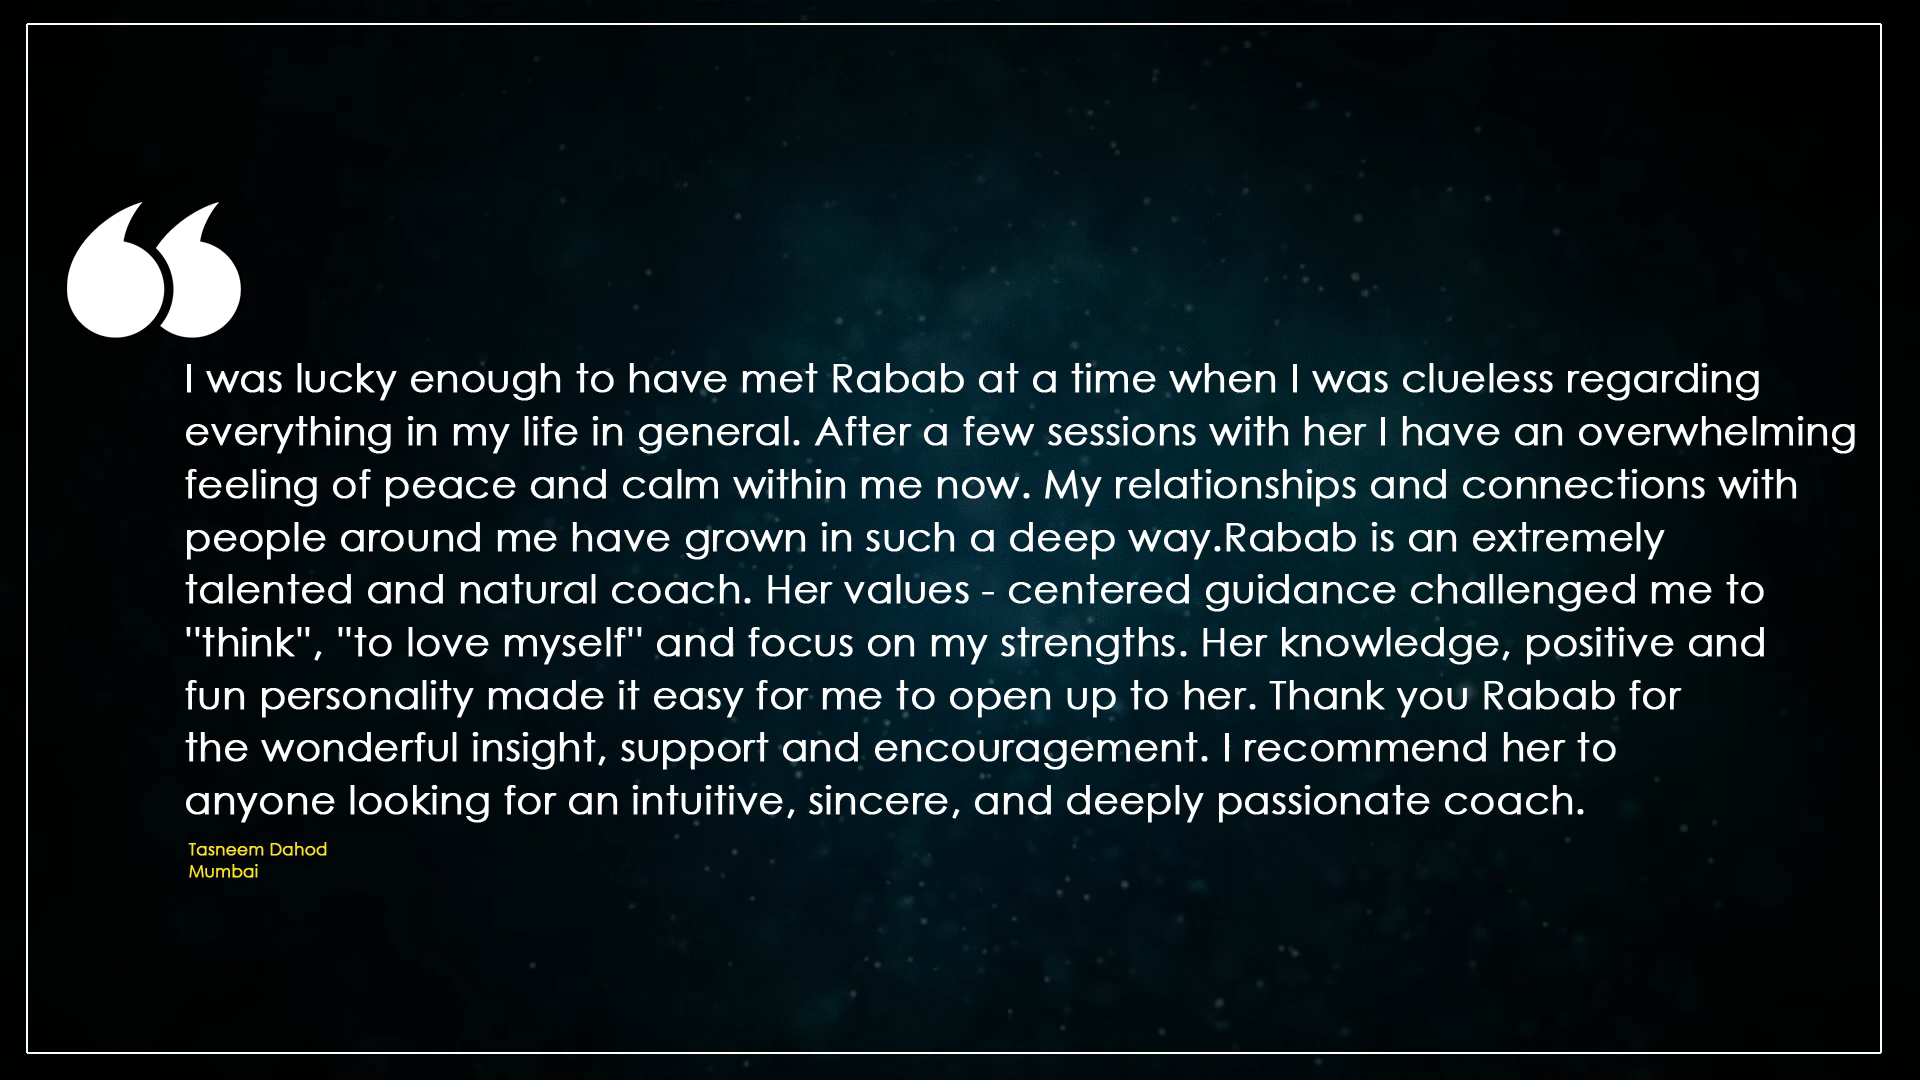 I was lucky enough to have met Rabab at a time when I was clueless regarding
everything in my life in general. After a few sessions with her I have an overwhelming
feeling of peace and calm within me now. My relationships and connections with
people around me have grown in such a deep way.Rabab is an extremely
talented and natural coach. Her values - centered guidance challenged me to
"think", "to love myself" and focus on my strengths. Her knowledge, positive and
fun personality made it easy for me to open up to her. Thank you Rabab for
the wonderful insight, support and encouragement. I recommend her to
anyone looking for an intuitive, sincere, and deeply passionate coach.
Tasneem Dahod
Mumbai